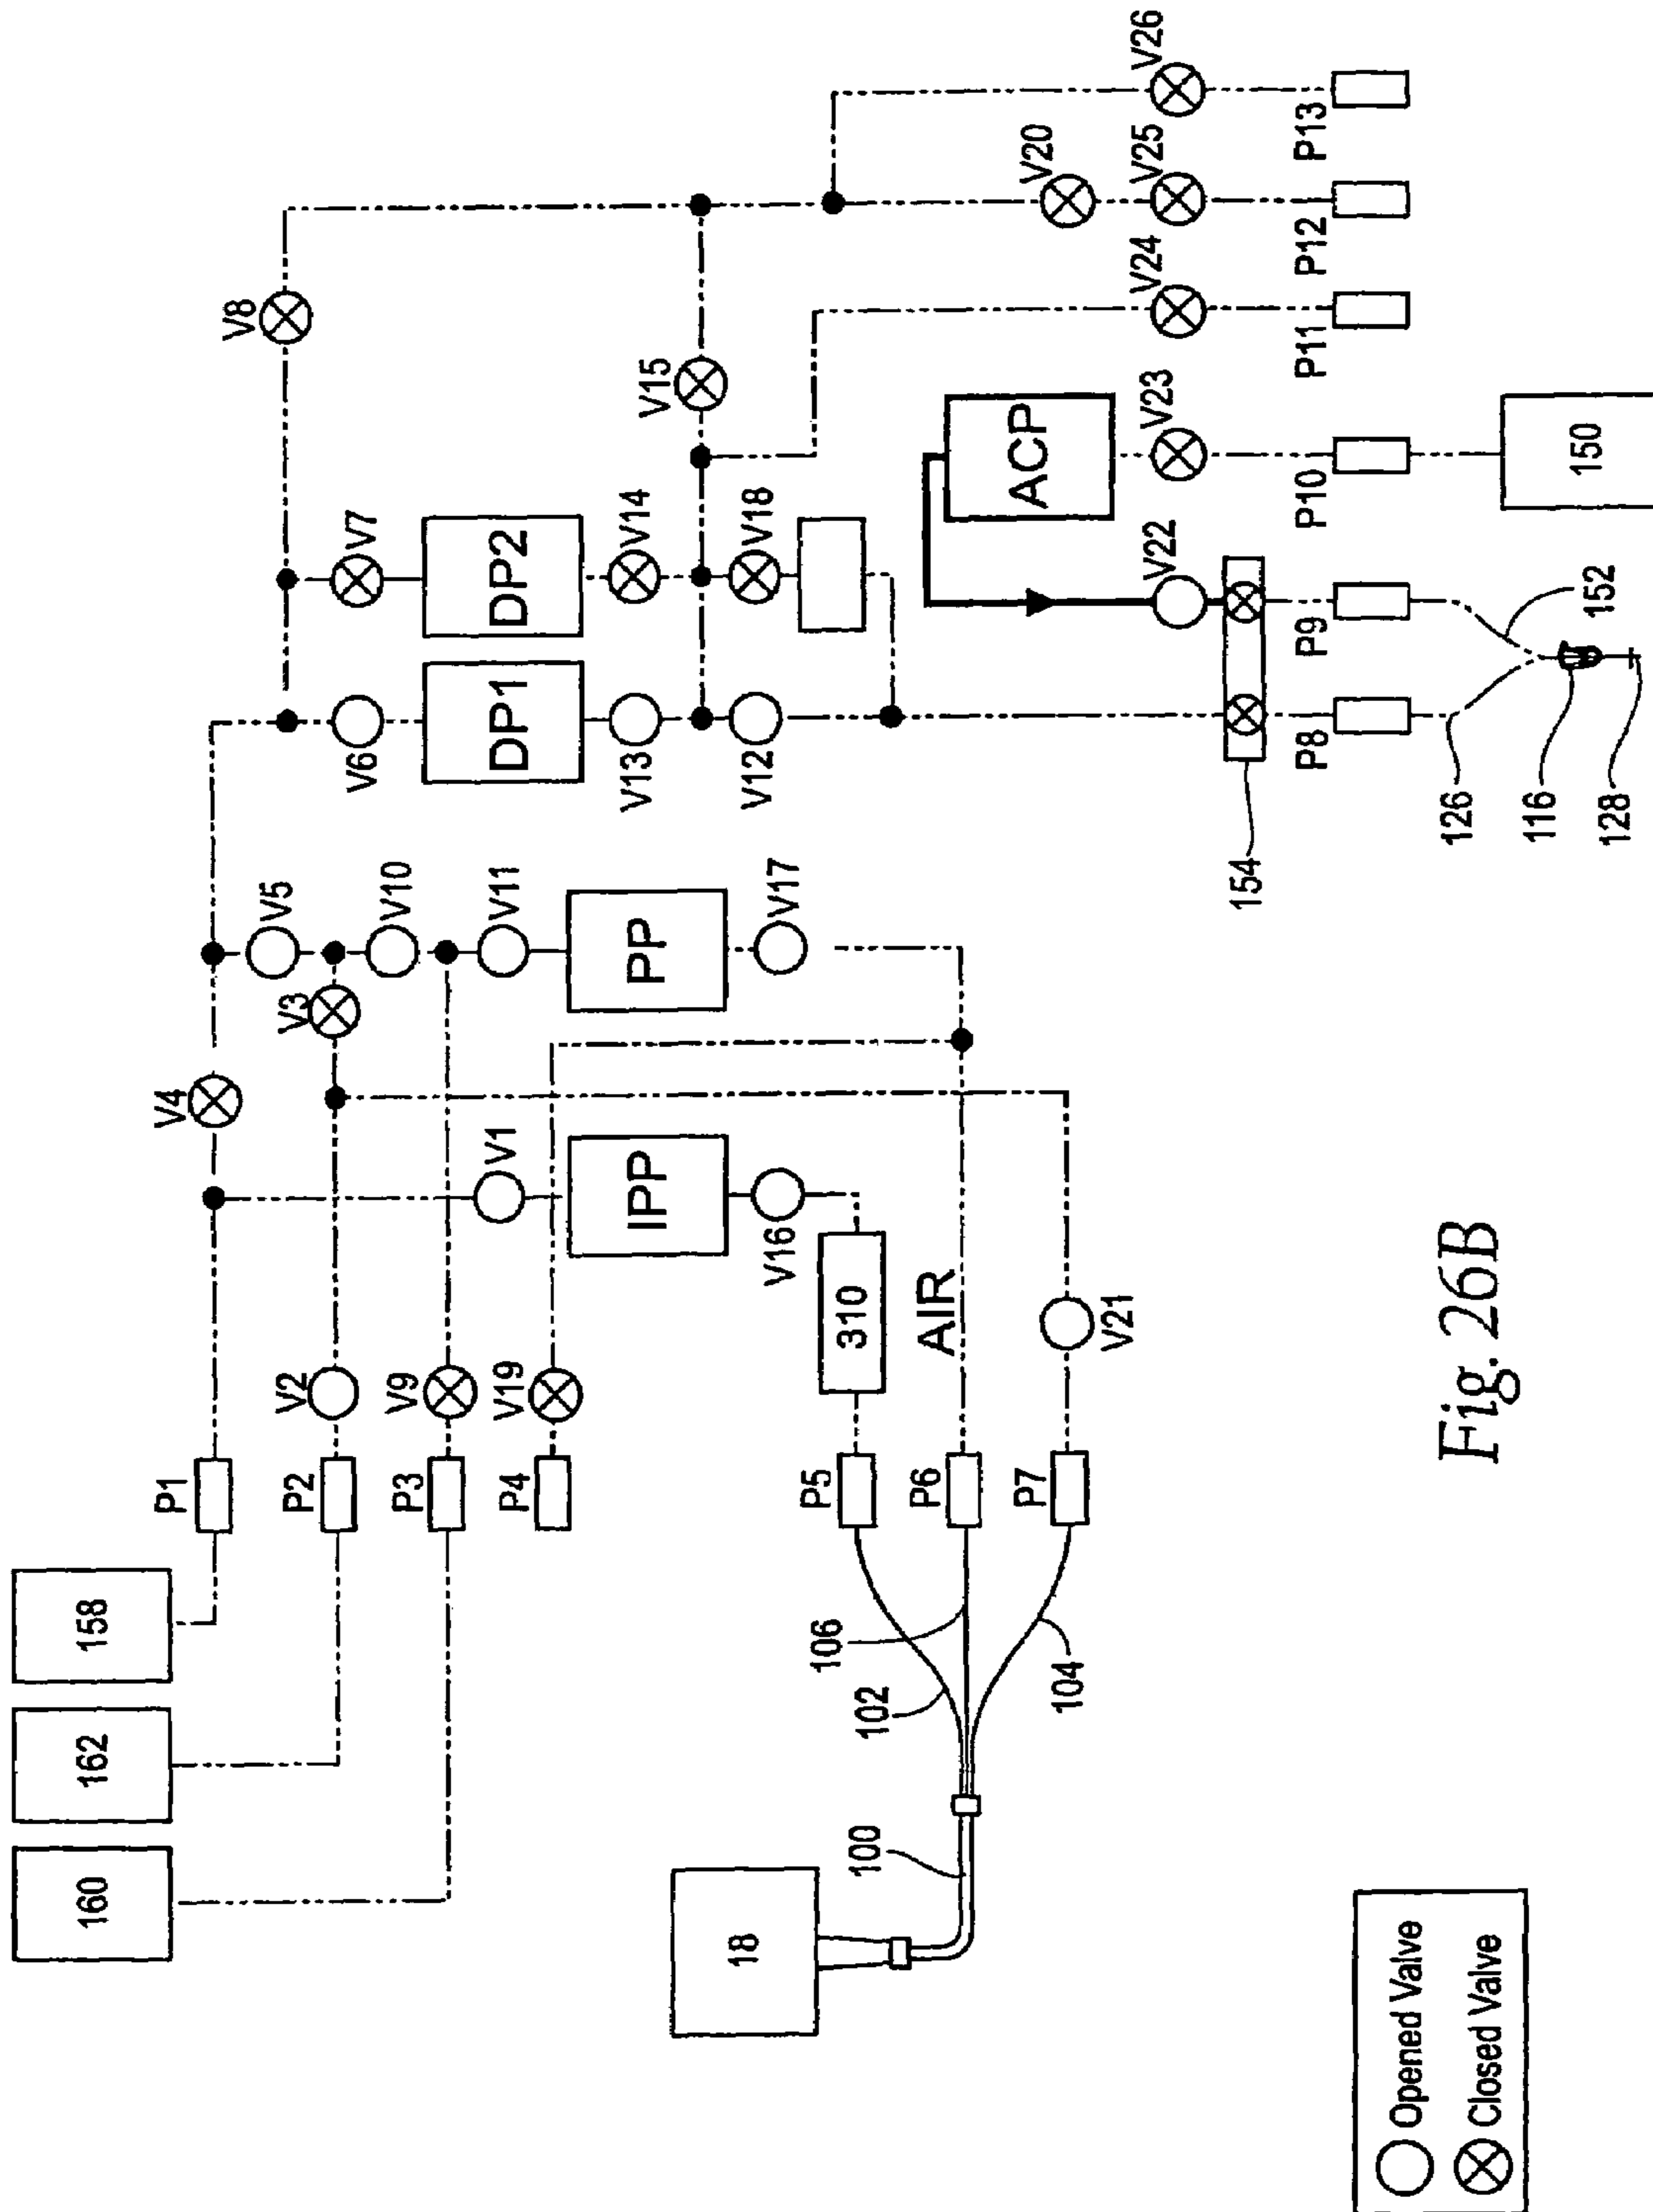 158
162
160
P1
P2
P3
P4
V2
V9
V19
V4
V3
V5
V10
V11
PP
V17
V1
IPP
V16
310
AIR
V21
P5
P6
P7
102
106
104
100
18
V8
V7
V6
DP2
DP1
V14
V13
V15
V18
V12
ACP
V20
V26
V25
V24
V23
V22
154
P8
P9
P10
P11
P12
P13
150
152
126
116
128
Opened Valve
Closed Valve
Fig. 26B